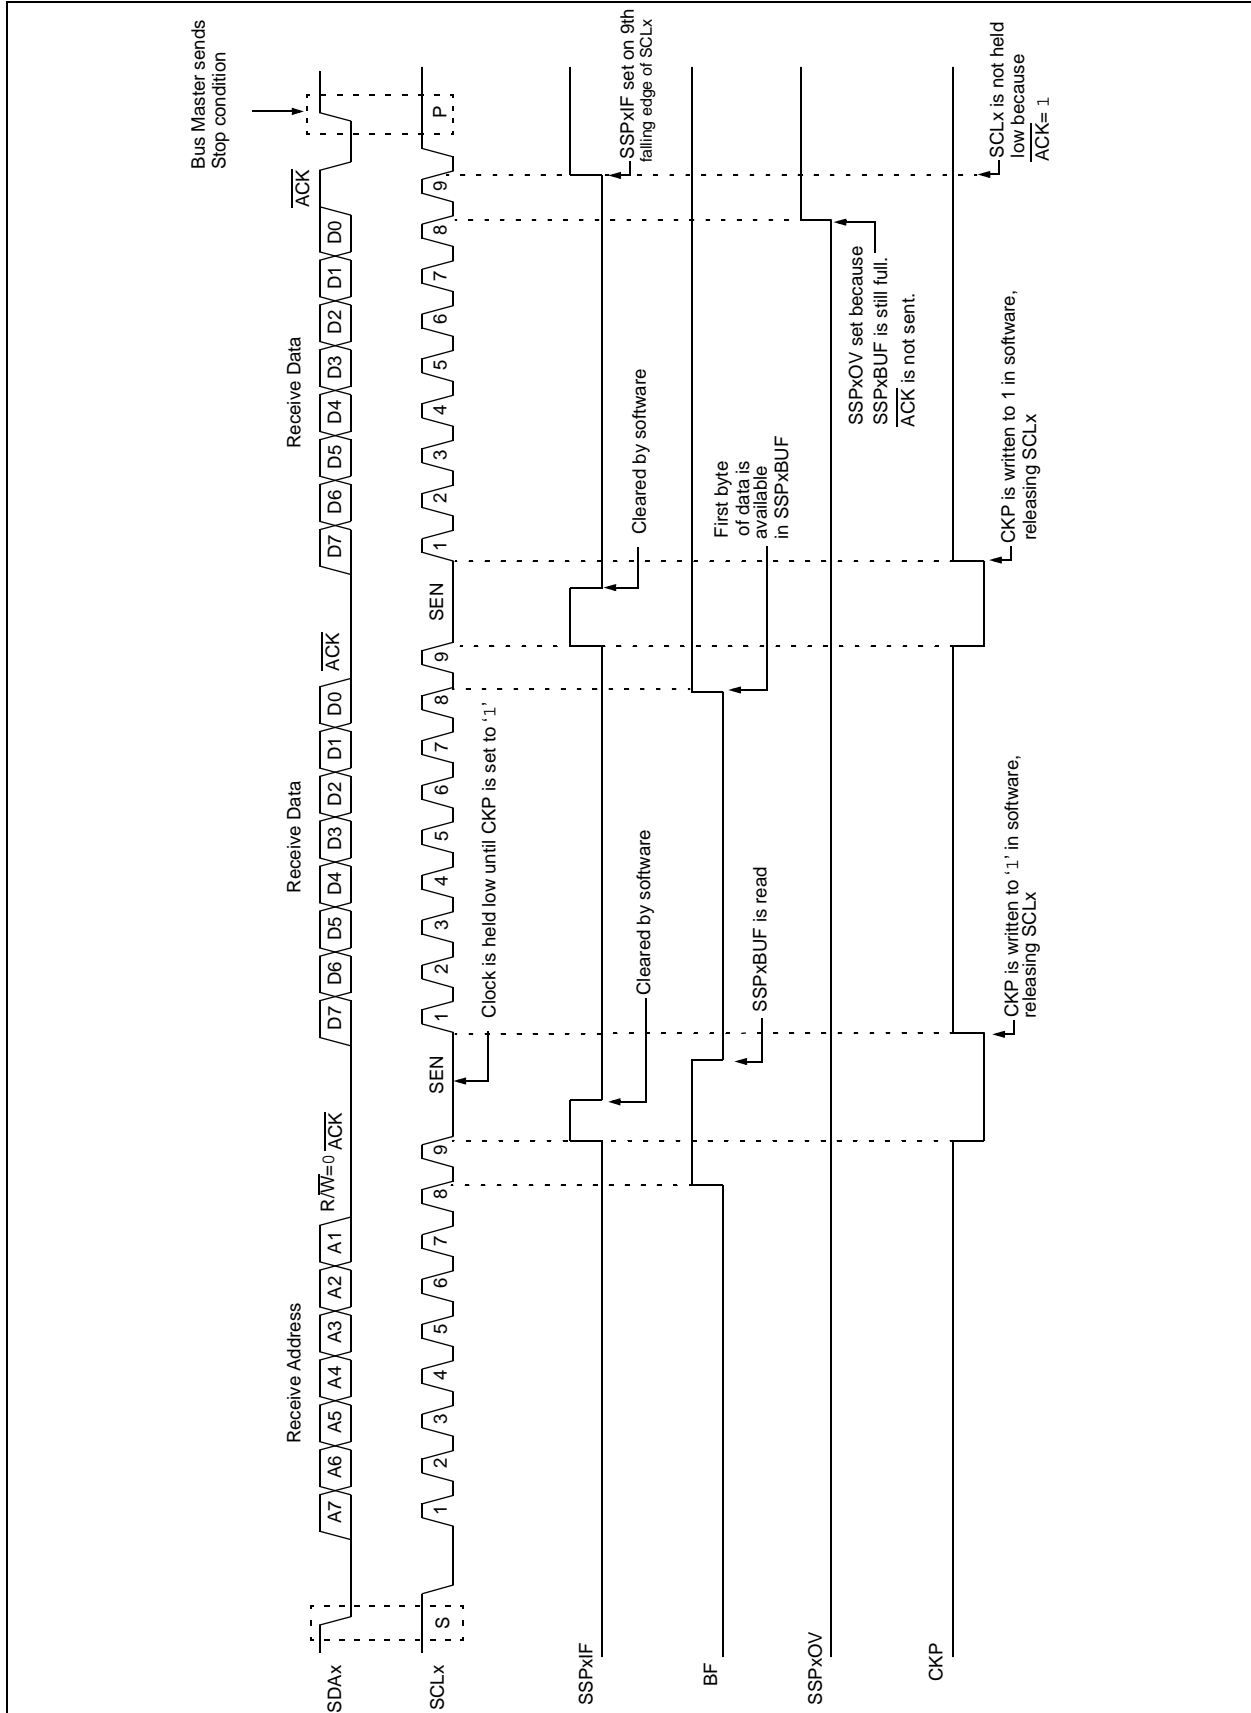 Bus Master sends
Stop condition
Receive Address
Receive Data
Receive Data
SDAx
A7 A6 A5 A4 A3 A2 A1 R/W=0 ACK D7 D6 D5 D4 D3 D2 D1 D0 ACK D7 D6 D5 D4 D3 D2 D1 D0 ACK
SCLx
S 1 2 3 4 5 6 7 8 9 SEN 1 2 3 4 5 6 7 8 9 SEN 1 2 3 4 5 6 7 8 9 P
Clock is held low until CKP is set to ‘1’
SSPxIF
Cleared by software
Cleared by software
SSPxIF set on 9th
falling edge of SCLx
BF
SSPxBUF is read
First byte
of data is
available
in SSPxBUF
SSPxOV
SSPxOV set because
SSPxBUF is still full.
ACK is not sent.
CKP
CKP is written to ‘1’ in software,
releasing SCLx
CKP is written to 1 in software,
releasing SCLx
SCLx is not held
low because
ACK= 1